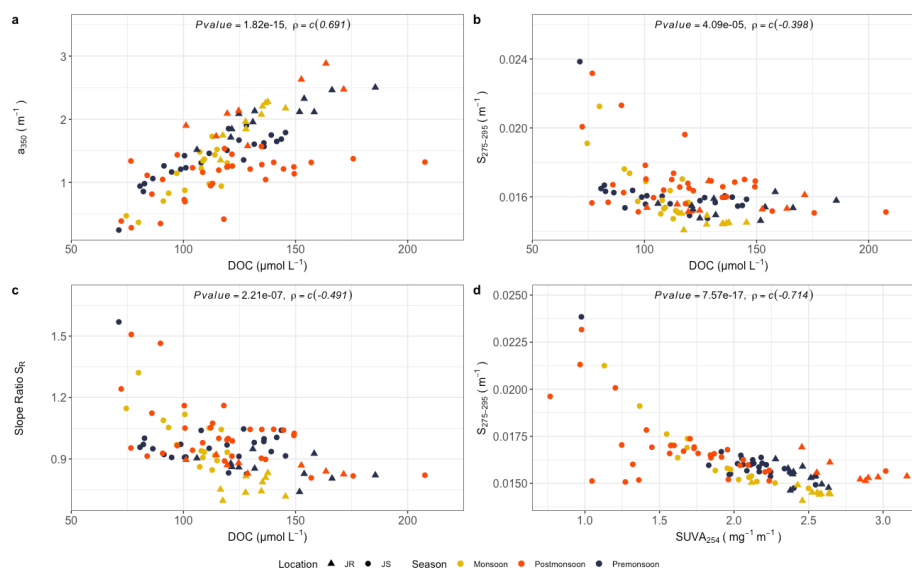 a
Pvalue = 1.82e-15, ρ = c(0.691)
a350 ( m−1 )
3
2
1
50 100 150 200
DOC (µmol L−1)
b
Pvalue = 4.09e-05, ρ = c(-0.398)
S275−295 ( m−1 )
0.024
0.020
0.016
50 100 150 200
DOC (µmol L−1)
c
Pvalue = 2.21e-07, ρ = c(-0.491)
Slope Ratio SR
1.5
1.2
0.9
50 100 150 200
DOC (µmol L−1)
d
Pvalue = 7.57e-17, ρ = c(-0.714)
S275−295 ( m−1 )
0.0250
0.0225
0.0200
0.0175
0.0150
1.0 1.5 2.0 2.5 3.0
SUVA254 ( mg−1 m−1 )
Location JR JS Season Monsoon Postmonsoon Premonsoon